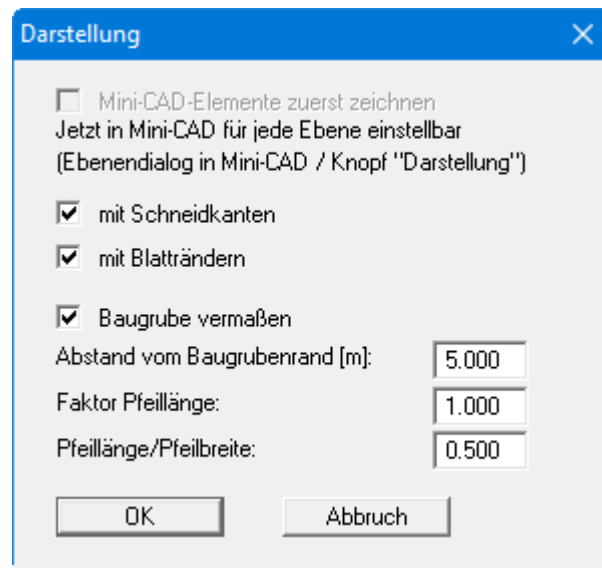 Darstellung
Mini-CAD-Elemente zuerst zeichnen
Jetzt in Mini-CAD für jede Ebene einstellbar
(Ebenendialog in Mini-CAD / Knopf "Darstellung")
mit Schneidkanten
mit Blatträndern
Baugrube vermaßen
Abstand vom Baugrubenrand [m]: 5.000
Faktor Pfeillänge: 1.000
Pfeillänge/Pfeilbreite: 0.500
OK Abbruch